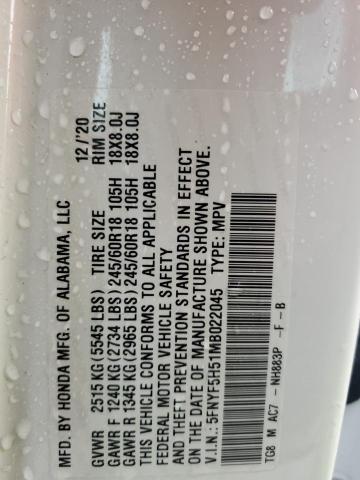 MFD. BY HONDA MFG. OF ALABAMA, LLC 12/'20
GVWR 2515 KG(5545 LBS) TIRE SIZE RIM SIZE
GAWR F 1240 KG(2734 LBS) 245/60R18 105H 18X8.0J
GAWR R 1345 KG(2965 LBS) 245/60R18 105H 18X8.0J
THIS VEHICLE CONFORMS TO ALL APPLICABLE
FEDERAL MOTOR VEHICLE SAFETY
AND THEFT PREVENTION STANDARDS IN EFFECT
ON THE DATE OF MANUFACTURE SHOWN ABOVE.
V.I.N.: 5FNYF5H51MB022045 TYPE: MPV
TG8 M AC7 -NH883P -F -B